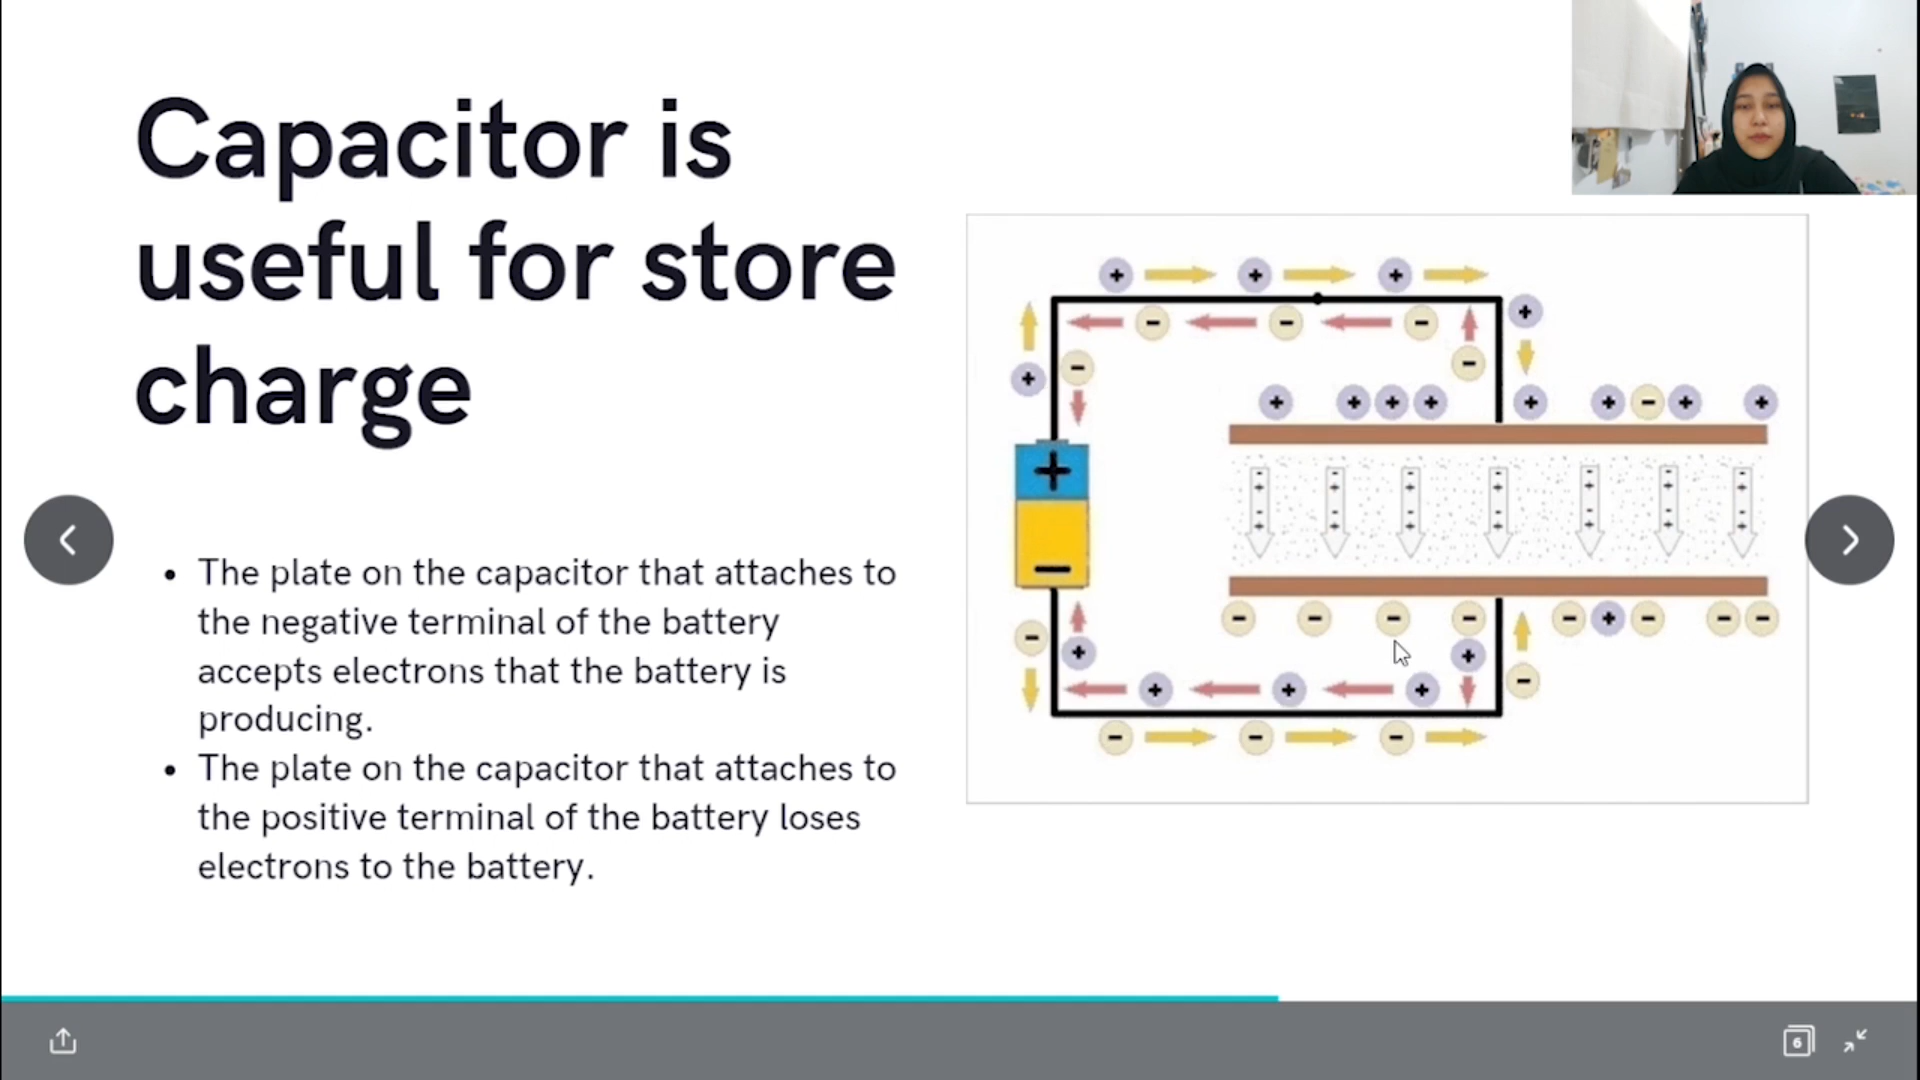 Capacitor is
useful for store
charge
• The plate on the capacitor that attaches to
the negative terminal of the battery
accepts electrons that the battery is
producing.
• The plate on the capacitor that attaches to
the positive terminal of the battery loses
electrons to the battery.
6